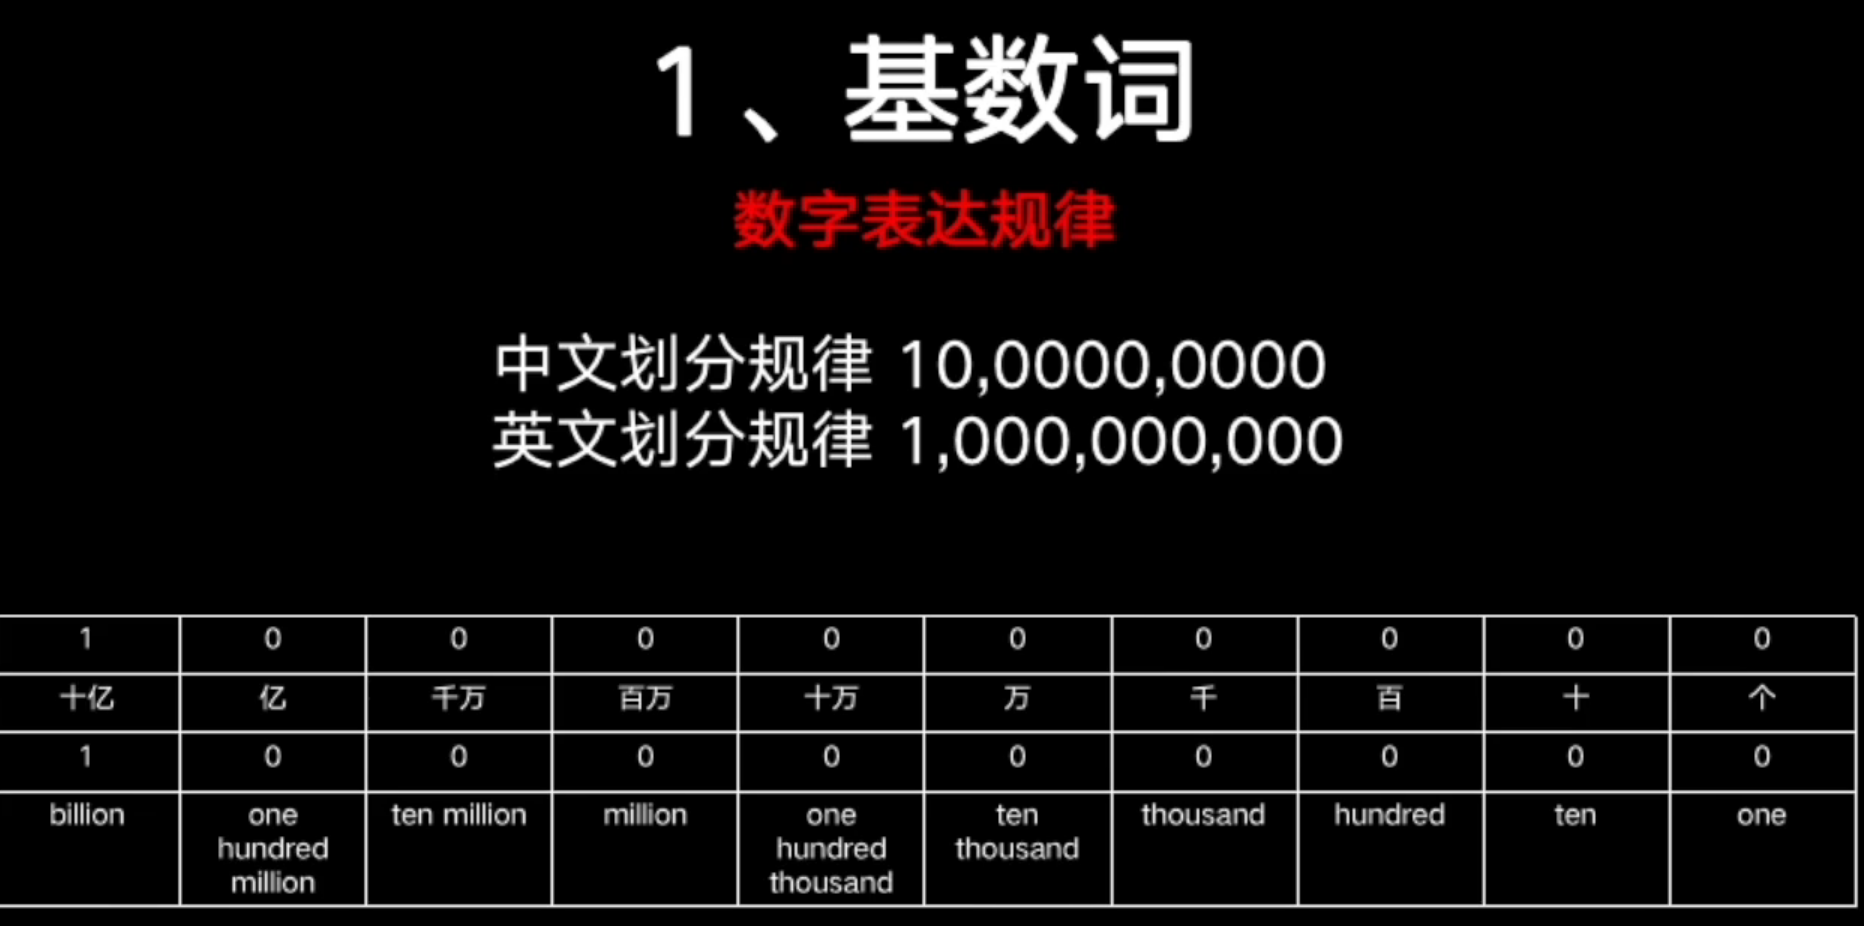 1、基数词
数字表达规律
中文划分规律 10,0000,0000
英文划分规律 1,000,000,000
1 0 0 0 0 0 0 0 0 0
十亿 亿 千万 百万 十万 万 千 百 十 个
1 0 0 0 0 0 0 0 0 0
billion one hundred million ten million million one hundred thousand ten thousand thousand hundred ten one